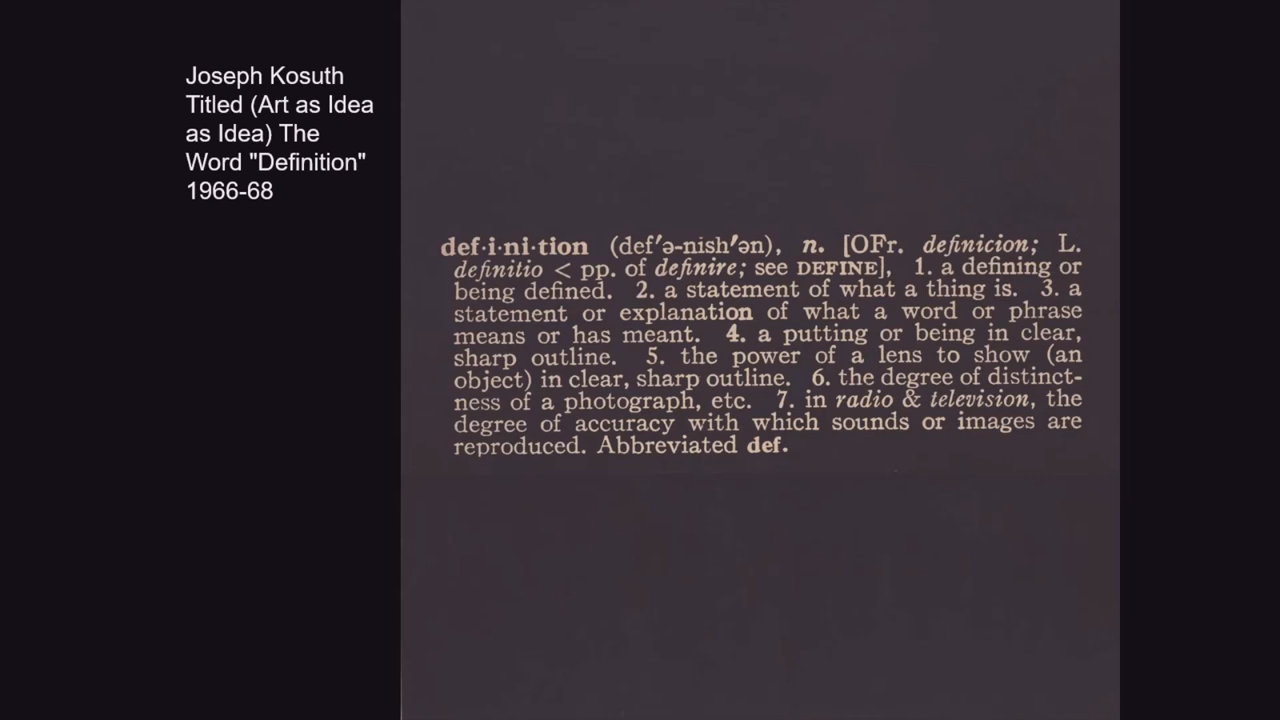 Joseph Kosuth
Titled (Art as Idea
as Idea) The
Word "Definition"
1966-68
def·i·ni·tion (def′ə-nish′ən), n. [OFr. definicion; L.
definitio < pp. of definire; see DEFINE], 1. a defining or
being defined. 2. a statement of what a thing is. 3. a
statement or explanation of what a word or phrase
means or has meant. 4. a putting or being in clear,
sharp outline. 5. the power of a lens to show (an
object) in clear, sharp outline. 6. the degree of distinct-
ness of a photograph, etc. 7. in radio & television, the
degree of accuracy with which sounds or images are
reproduced. Abbreviated def.